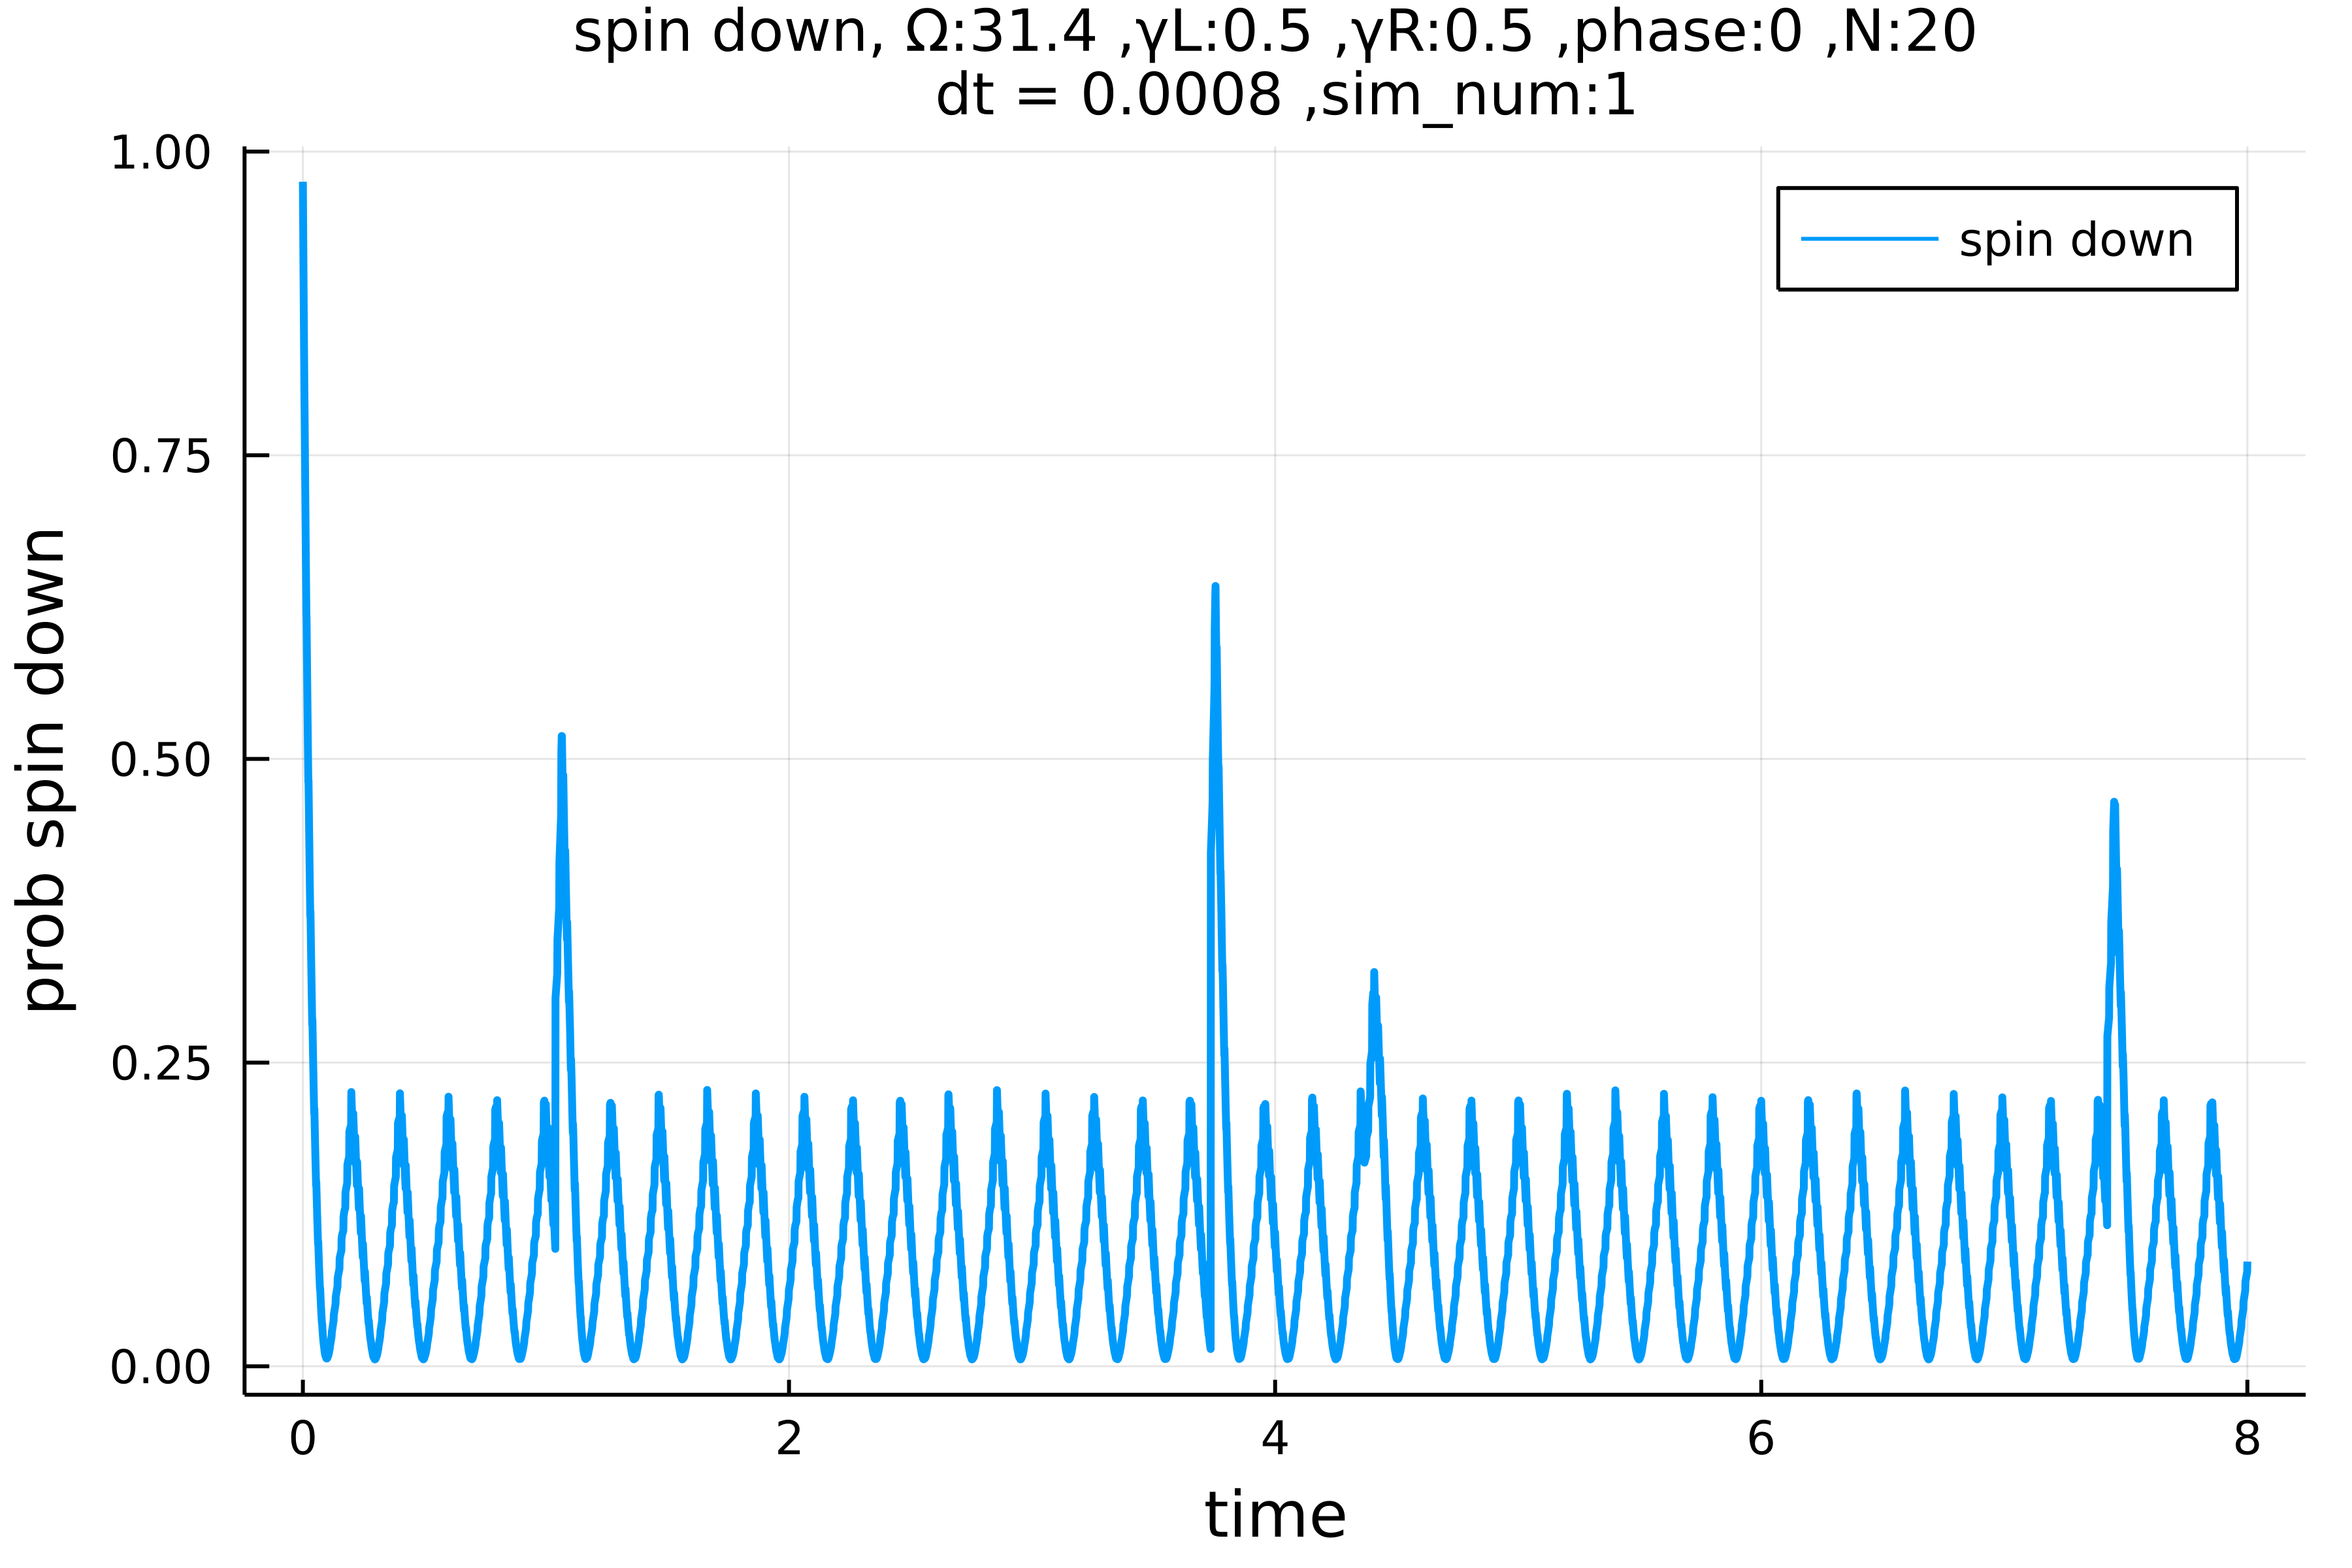 spin down, Ω:31.4 ,γL:0.5 ,γR:0.5 ,phase:0 ,N:20
dt = 0.0008 ,sim_num:1
1.00
0.75
0.50
0.25
0.00
prob spin down
spin down
0 2 4 6 8
time